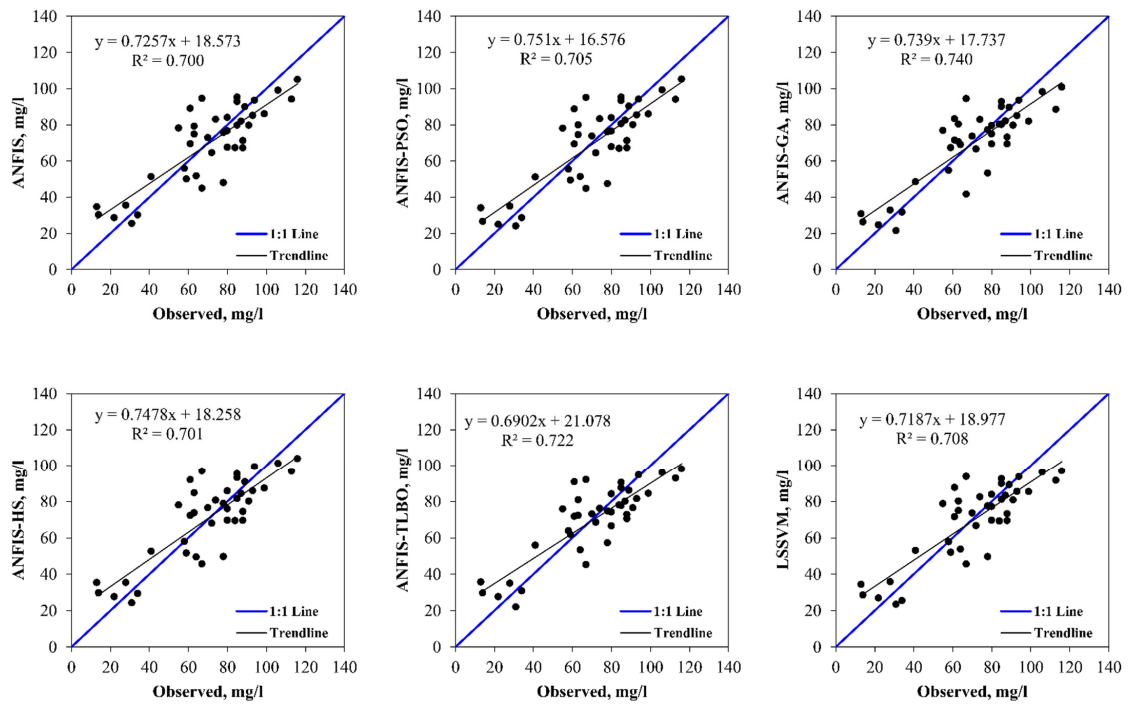 y = 0.7257x + 18.573
R² = 0.700
140
120
100
80
60
40
20
0
ANFIS, mg/l
1:1 Line
Trendline
0 20 40 60 80 100 120 140
Observed, mg/l
y = 0.751x + 16.576
R² = 0.705
140
120
100
80
60
40
20
0
ANFIS-PSO, mg/l
1:1 Line
Trendline
0 20 40 60 80 100 120 140
Observed, mg/l
y = 0.739x + 17.737
R² = 0.740
140
120
100
80
60
40
20
0
ANFIS-GA, mg/l
1:1 Line
Trendline
0 20 40 60 80 100 120 140
Observed, mg/l
y = 0.7478x + 18.258
R² = 0.701
140
120
100
80
60
40
20
0
ANFIS-HS, mg/l
1:1 Line
Trendline
0 20 40 60 80 100 120 140
Observed, mg/l
y = 0.6902x + 21.078
R² = 0.722
140
120
100
80
60
40
20
0
ANFIS-TLBO, mg/l
1:1 Line
Trendline
0 20 40 60 80 100 120 140
Observed, mg/l
y = 0.7187x + 18.977
R² = 0.708
140
120
100
80
60
40
20
0
LSSVM, mg/l
1:1 Line
Trendline
0 20 40 60 80 100 120 140
Observed, mg/l